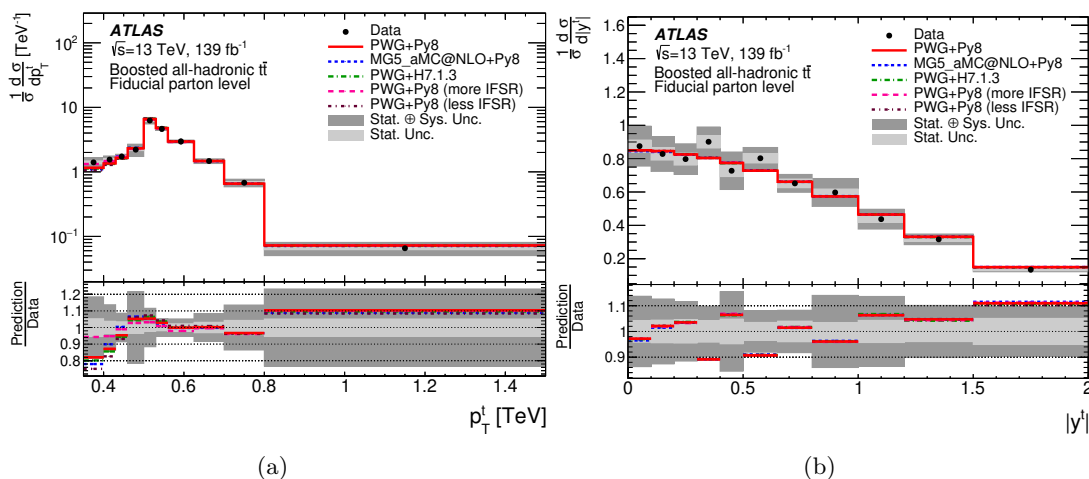 ATLAS
√s=13 TeV, 139 fb⁻¹
Boosted all-hadronic tt̄
Fiducial parton level
Data
PWG+Py8
MG5_aMC@NLO+Py8
PWG+H7.1.3
PWG+Py8 (more IFSR)
PWG+Py8 (less IFSR)
Stat. ⊕ Sys. Unc.
Stat. Unc.
1/σ d σ/dp_T^t [TeV⁻¹]
10²
10
1
10⁻¹
Prediction/Data
1.2
1.1
1
0.9
0.8
0.4 0.6 0.8 1 1.2 1.4
p_T^t [TeV]
(a)
ATLAS
√s=13 TeV, 139 fb⁻¹
Boosted all-hadronic tt̄
Fiducial parton level
Data
PWG+Py8
MG5_aMC@NLO+Py8
PWG+H7.1.3
PWG+Py8 (more IFSR)
PWG+Py8 (less IFSR)
Stat. ⊕ Sys. Unc.
Stat. Unc.
1/σ d σ/d|y^t|
1.6
1.4
1.2
1.0
0.8
0.6
0.4
0.2
Prediction/Data
1.1
1
0.9
0 0.5 1 1.5 2
|y^t|
(b)